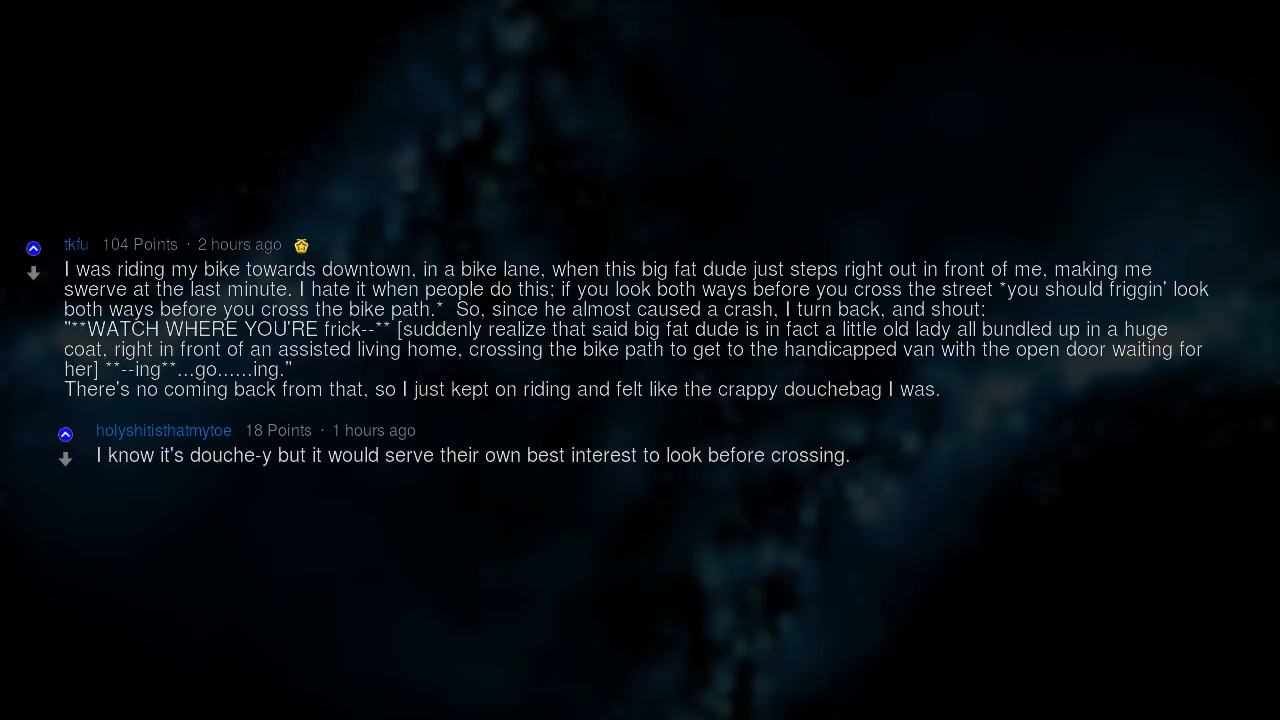 tkfu 104 Points · 2 hours ago
I was riding my bike towards downtown, in a bike lane, when this big fat dude just steps right out in front of me, making me
swerve at the last minute. I hate it when people do this; if you look both ways before you cross the street *you should friggin' look
both ways before you cross the bike path.*  So, since he almost caused a crash, I turn back, and shout:
"**WATCH WHERE YOU'RE frick--** [suddenly realize that said big fat dude is in fact a little old lady all bundled up in a huge
coat, right in front of an assisted living home, crossing the bike path to get to the handicapped van with the open door waiting for
her] **--ing**...go......ing."
There's no coming back from that, so I just kept on riding and felt like the crappy douchebag I was.
holyshitisthatmytoe 18 Points · 1 hours ago
I know it's douche-y but it would serve their own best interest to look before crossing.